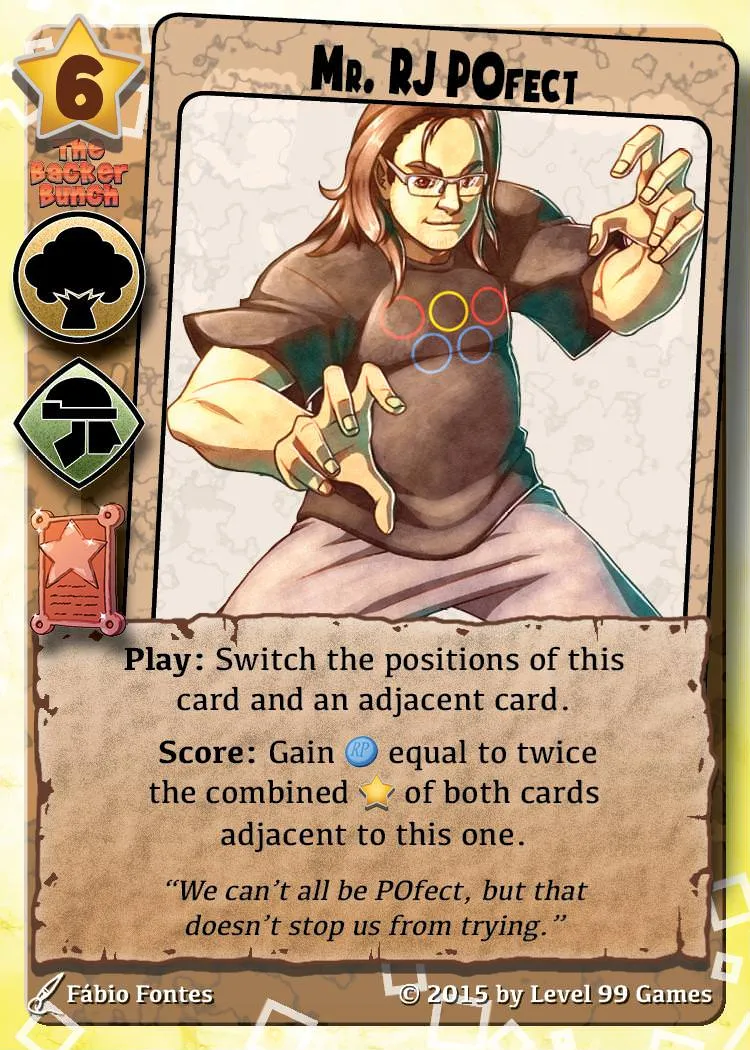 6
Mr. RJ POfect
The
Backer
Bunch
Play: Switch the positions of this
card and an adjacent card.
Score: Gain RP equal to twice
the combined of both cards
adjacent to this one.
“We can’t all be POfect, but that
doesn’t stop us from trying.”
Fábio Fontes
© 2015 by Level 99 Games